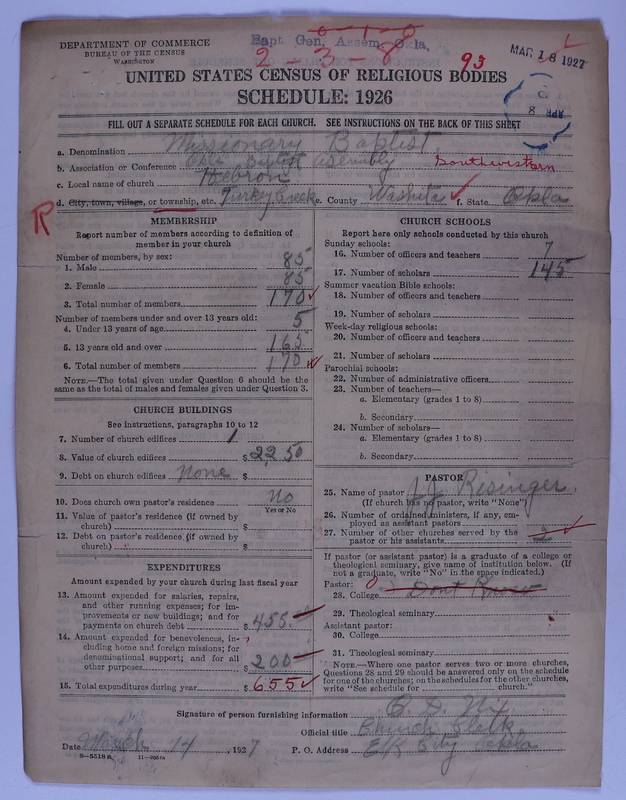 DEPARTMENT OF COMMERCE
BUREAU OF THE CENSUS
WASHINGTON
Bapt. Gen. Assem. Okla.
2-3-8
93
MAR 18 1927
APR 8
UNITED STATES CENSUS OF RELIGIOUS BODIES
SCHEDULE: 1926
FILL OUT A SEPARATE SCHEDULE FOR EACH CHURCH. SEE INSTRUCTIONS ON THE BACK OF THIS SHEET
a. Denomination Missionary Baptist
b. Association or Conference Baptist Assembly Southwestern
c. Local name of church Hebron
d. City, town, village, or township, etc. Turkey Creek e. County Washita f. State Okla
R
MEMBERSHIP
Report number of members according to definition of
member in your church
Number of members, by sex:
1. Male 85
2. Female 85
3. Total number of members 170
Number of members under and over 13 years old:
4. Under 13 years of age 5
5. 13 years old and over 165
6. Total number of members 170
NOTE.—The total given under Question 6 should be the
same as the total of males and females given under Question 3.
CHURCH BUILDINGS
See instructions, paragraphs 10 to 12
7. Number of church edifices 1
8. Value of church edifices $ 2250
9. Debt on church edifices None $
10. Does church own pastor's residence No
Yes or No
11. Value of pastor's residence (if owned by
church) $
12. Debt on pastor's residence (if owned by
church) $
EXPENDITURES
Amount expended by your church during last fiscal year
13. Amount expended for salaries, repairs,
and other running expenses; for im-
provements or new buildings; and for
payments on church debt $ 455
14. Amount expended for benevolences, in-
cluding home and foreign missions; for
denominational support; and for all
other purposes $ 200
15. Total expenditures during year $ 655
CHURCH SCHOOLS
Report here only schools conducted by this church
Sunday schools:
16. Number of officers and teachers 7
17. Number of scholars 145
Summer vacation Bible schools:
18. Number of officers and teachers
19. Number of scholars
Week-day religious schools:
20. Number of officers and teachers
21. Number of scholars
Parochial schools:
22. Number of administrative officers
23. Number of teachers—
a. Elementary (grades 1 to 8)
b. Secondary
24. Number of scholars—
a. Elementary (grades 1 to 8)
b. Secondary
PASTOR
25. Name of pastor J J Risinger
(If church has no pastor, write "None")
26. Number of ordained ministers, if any, em-
ployed as assistant pastors
27. Number of other churches served by the
pastor or his assistants 2
If pastor (or assistant pastor) is a graduate of a college or
theological seminary, give name of institution below. (If
not a graduate, write "No" in the space indicated.)
Pastor:
28. College Dont Know
29. Theological seminary
Assistant pastor:
30. College
31. Theological seminary
NOTE.—Where one pastor serves two or more churches,
Questions 28 and 29 should be answered only on the schedule
for one of the churches; on the schedules for the other churches,
write "See schedule for church."
Signature of person furnishing information
Official title Church Clerk
Date March 14, 1927 P. O. Address Elk City Okla
8-5518a 11-9051a